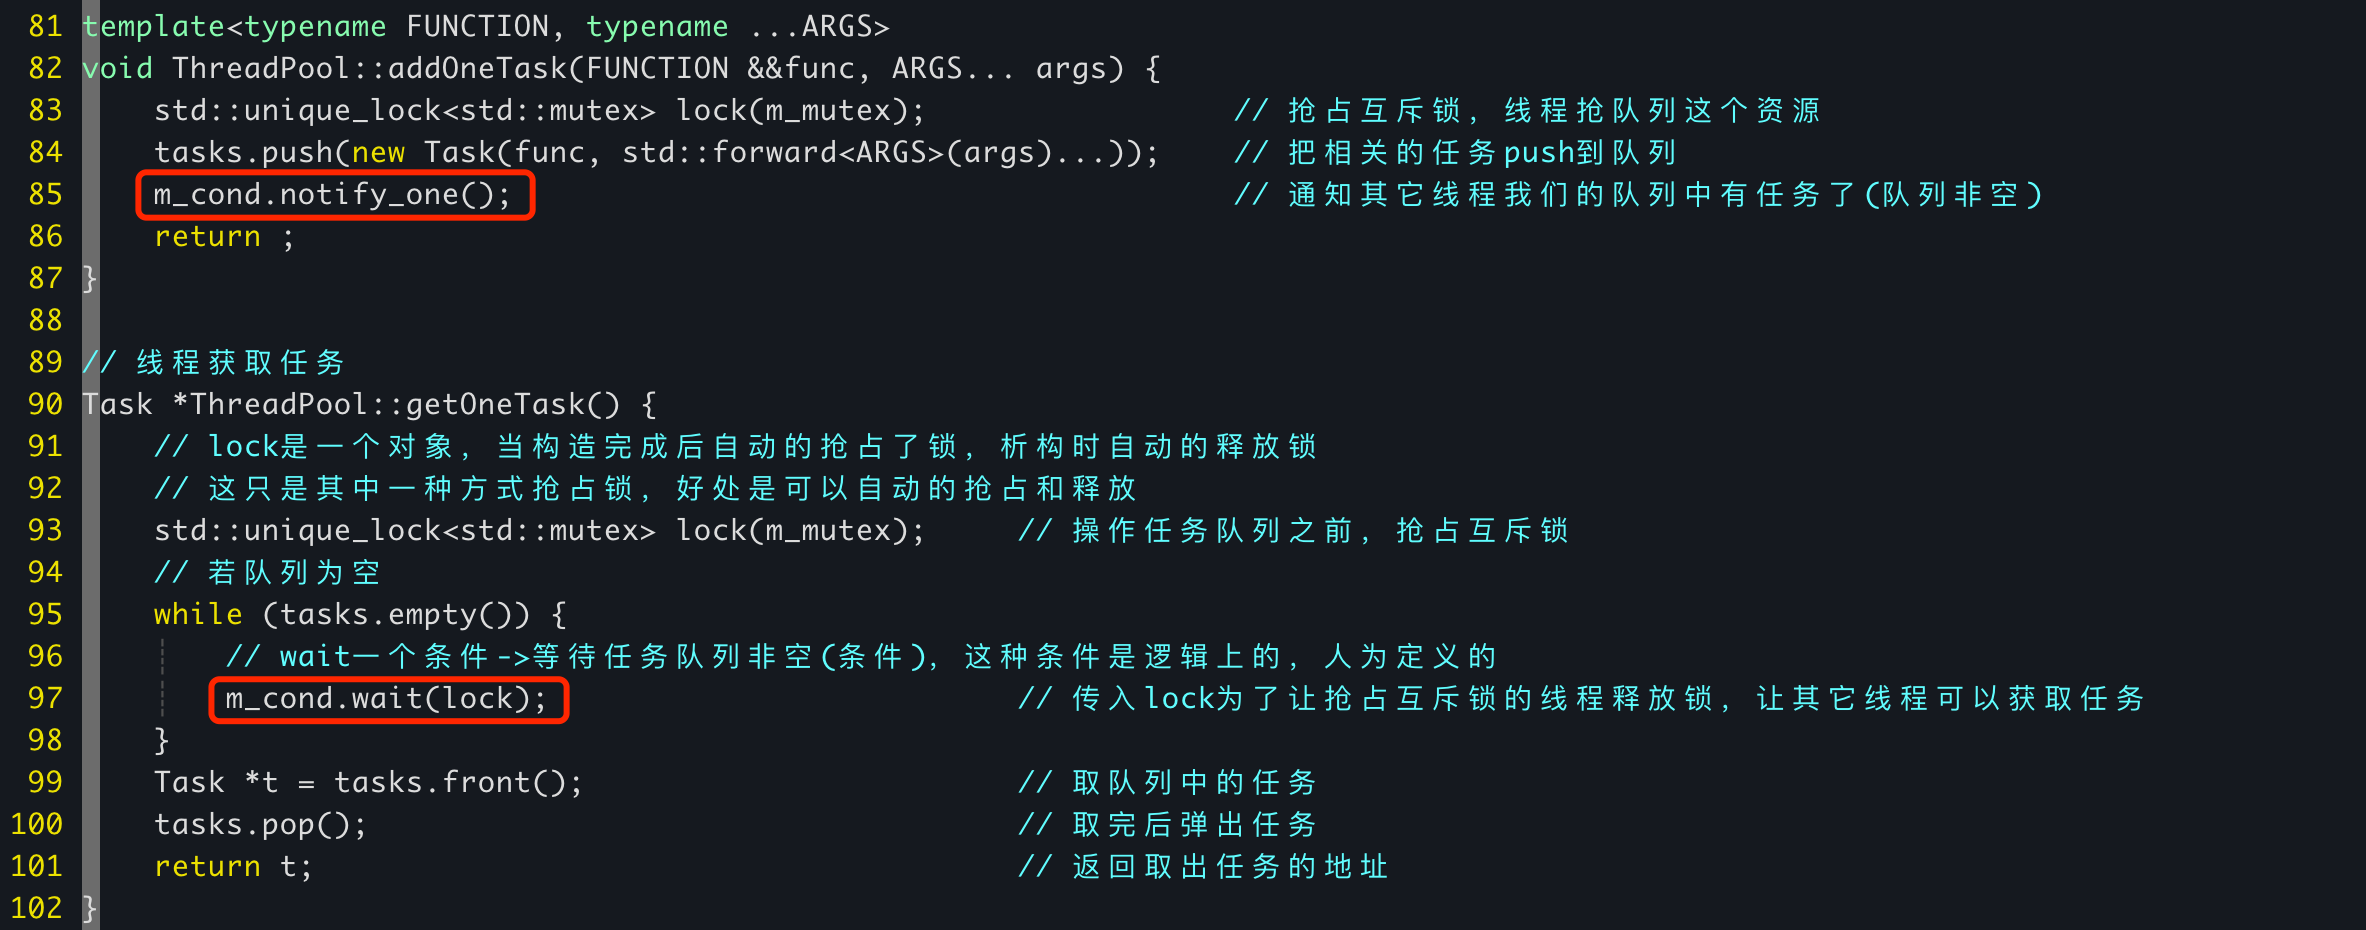 81 template<typename FUNCTION, typename ...ARGS>
82 void ThreadPool::addOneTask(FUNCTION &&func, ARGS... args) {
83     std::unique_lock<std::mutex> lock(m_mutex);                 // 抢占互斥锁, 线程抢队列这个资源
84     tasks.push(new Task(func, std::forward<ARGS>(args)...));    // 把相关的任务push到队列
85     m_cond.notify_one();                                        // 通知其它线程我们的队列中有任务了(队列非空)
86     return ;
87 }
88
89 // 线程获取任务
90 Task *ThreadPool::getOneTask() {
91     // lock是一个对象, 当构造完成后自动的抢占了锁, 析构时自动的释放锁
92     // 这只是其中一种方式抢占锁, 好处是可以自动的抢占和释放
93     std::unique_lock<std::mutex> lock(m_mutex);     // 操作任务队列之前, 抢占互斥锁
94     // 若队列为空
95     while (tasks.empty()) {
96         // wait一个条件->等待任务队列非空(条件), 这种条件是逻辑上的, 人为定义的
97         m_cond.wait(lock);                          // 传入lock为了让抢占互斥锁的线程释放锁, 让其它线程可以获取任务
98     }
99     Task *t = tasks.front();                        // 取队列中的任务
100     tasks.pop();                                    // 取完后弹出任务
101     return t;                                       // 返回取出任务的地址
102 }